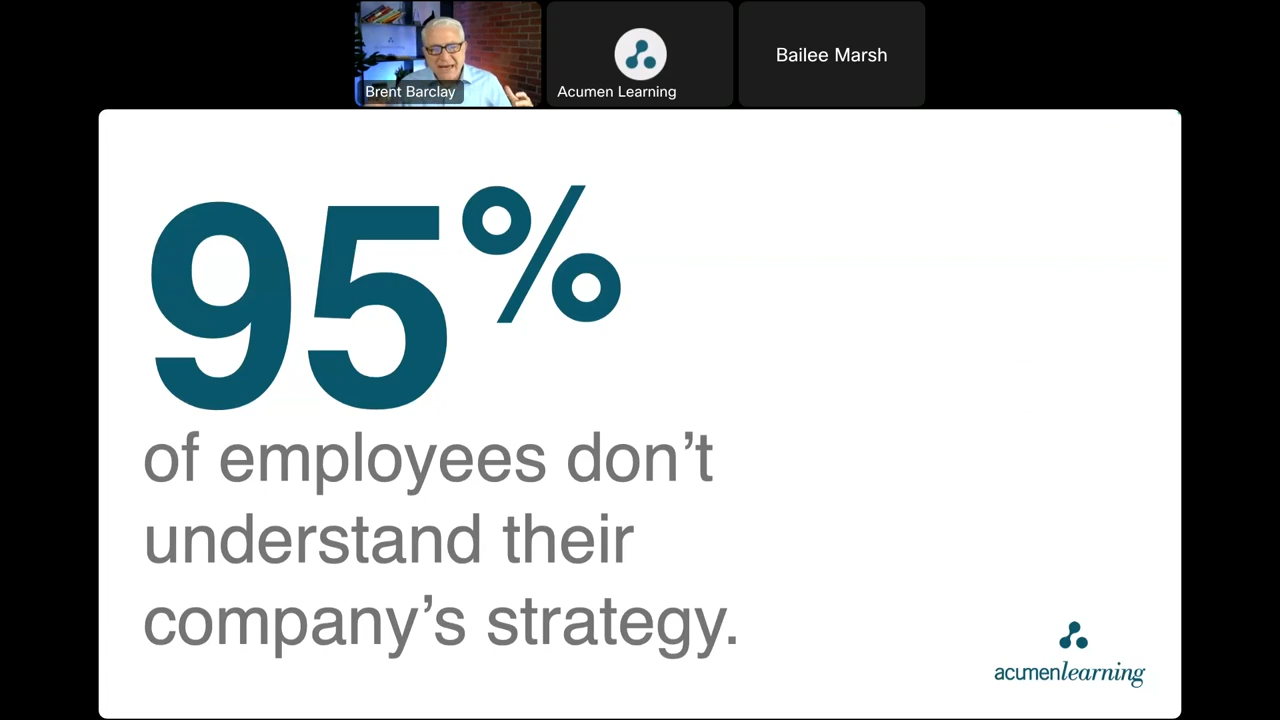 Brent Barclay
Acumen Learning
Bailee Marsh
95%
of employees don’t
understand their
company’s strategy.
acumenlearning